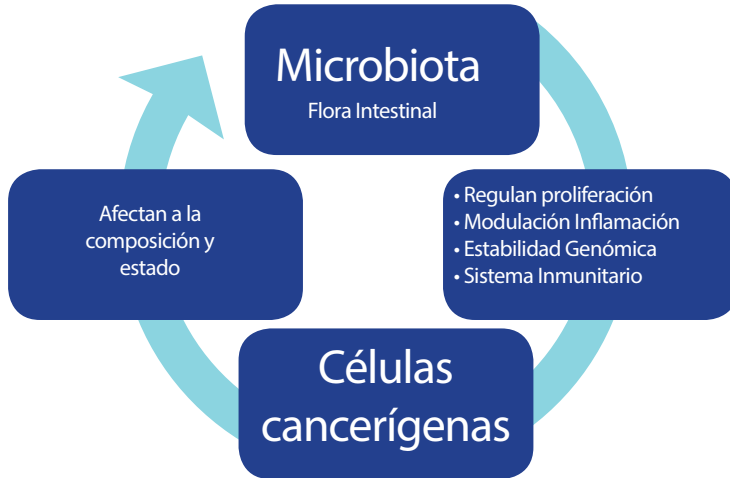 Microbiota
Flora Intestinal
• Regulan proliferación
• Modulación Inflamación
• Estabilidad Genómica
• Sistema Inmunitario
Células
cancerígenas
Afectan a la
composición y
estado